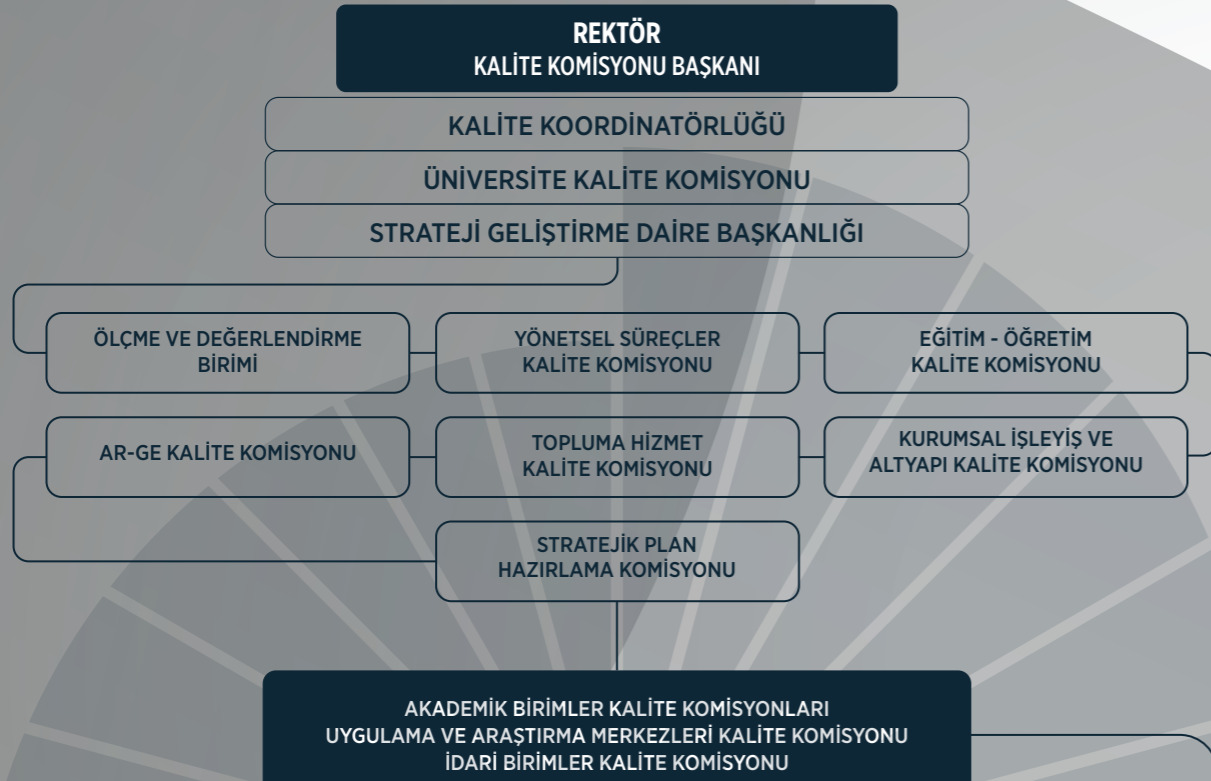 REKTÖR
KALİTE KOMİSYONU BAŞKANI
KALİTE KOORDİNATÖRLÜĞÜ
ÜNİVERSİTE KALİTE KOMİSYONU
STRATEJİ GELİŞTİRME DAİRE BAŞKANLIĞI
ÖLÇME VE DEĞERLENDİRME
BİRİMİ
YÖNETSEL SÜREÇLER
KALİTE KOMİSYONU
EĞİTİM - ÖĞRETİM
KALİTE KOMİSYONU
AR-GE KALİTE KOMİSYONU
TOPLUMA HİZMET
KALİTE KOMİSYONU
KURUMSAL İŞLEYİŞ VE
ALTYAPI KALİTE KOMİSYONU
STRATEJİK PLAN
HAZIRLAMA KOMİSYONU
AKADEMİK BİRİMLER KALİTE KOMİSYONLARI
UYGULAMA VE ARAŞTIRMA MERKEZLERİ KALİTE KOMİSYONU
İDARİ BİRİMLER KALİTE KOMİSYONU